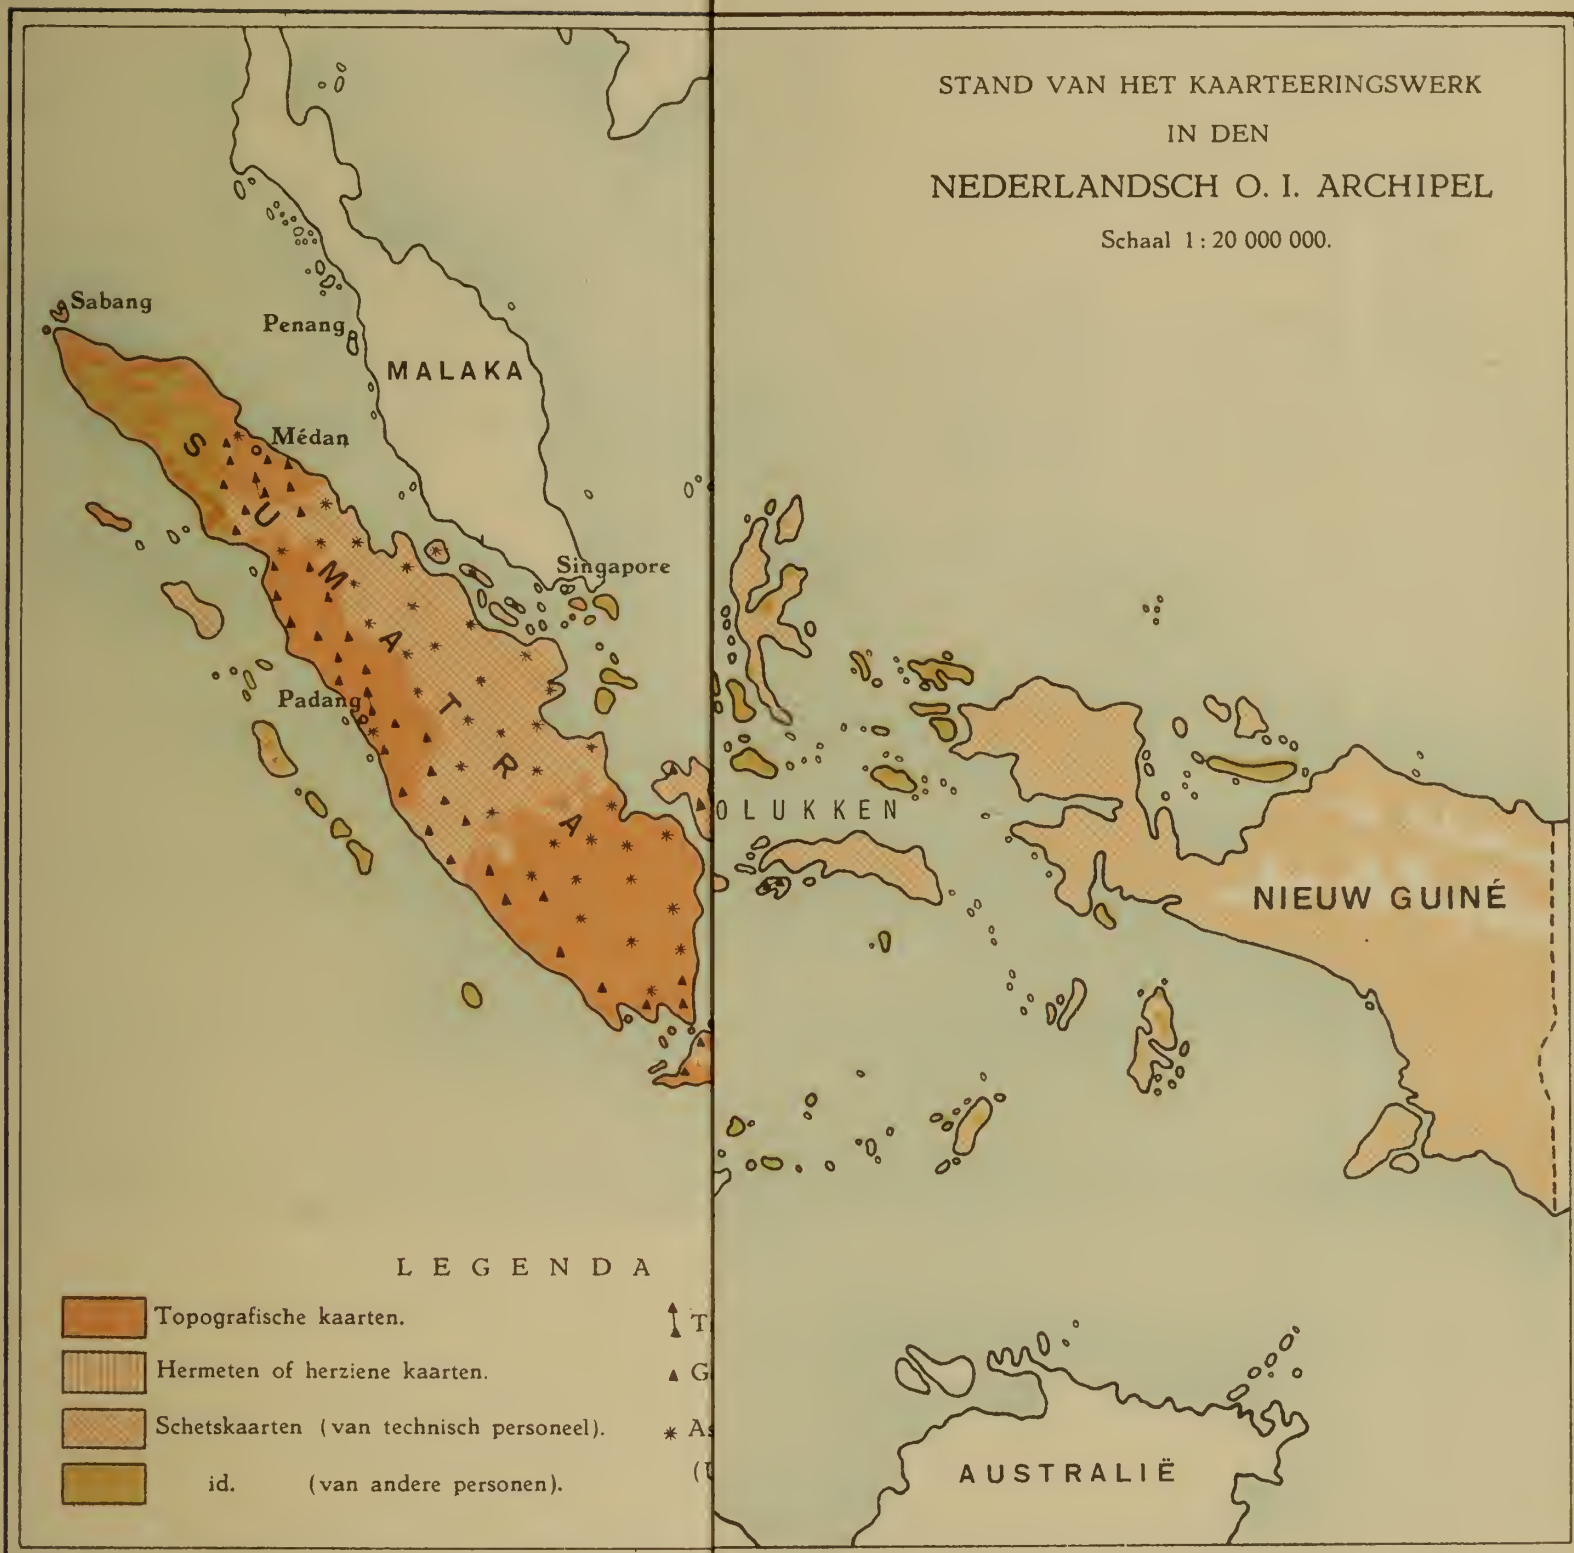 STAND VAN HET KAARTEERINGSWERK
IN DEN
NEDERLANDSCH O. I. ARCHIPEL
Schaal 1 : 20 000 000.
Sabang
Penang
MALAKA
Médan
Singapore
SUMATRA
Padang
OLUKKEN
NIEUW GUINÉ
AUSTRALIË
LEGENDA
Topografische kaarten.
Hermeten of herziene kaarten.
Schetskaarten (van technisch personeel).
id. (van andere personen).
T
G
As
(U